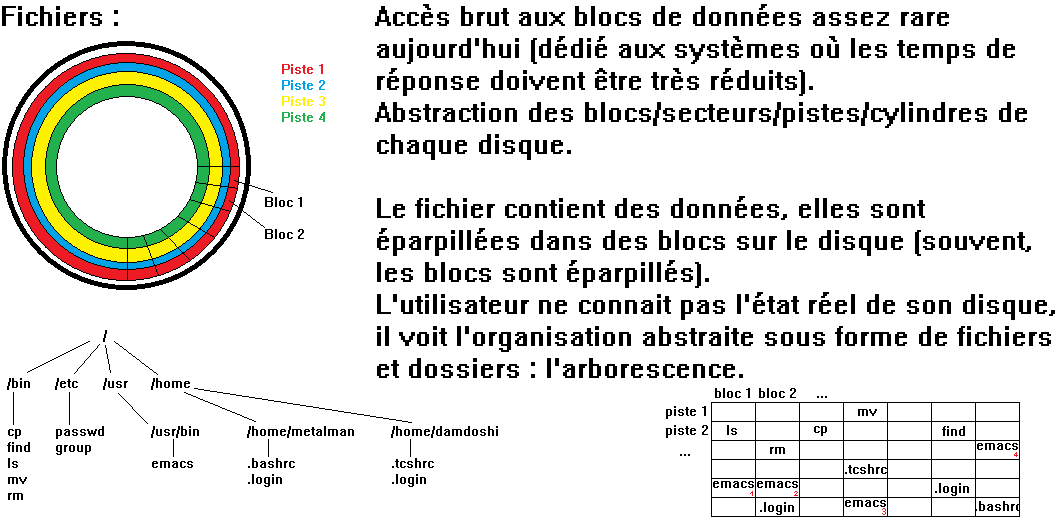 Fichiers :
Piste 1
Piste 2
Piste 3
Piste 4
Bloc 1
Bloc 2
Accès brut aux blocs de données assez rare
aujourd'hui (dédié aux systèmes où les temps de
réponse doivent être très réduits).
Abstraction des blocs/secteurs/pistes/cylindres de
chaque disque.
Le fichier contient des données, elles sont
éparpillées dans des blocs sur le disque (souvent,
les blocs sont éparpillés).
L'utilisateur ne connait pas l'état réel de son disque,
il voit l'organisation abstraite sous forme de fichiers
et dossiers : l'arborescence.
/
/bin /etc /usr /home
cp passwd /usr/bin /home/metalman /home/damdoshi
find group
ls emacs .bashrc .tcshrc
mv .login .login
rm
bloc 1 bloc 2 ...
piste 1 mv
piste 2 ls cp find
... rm emacs 4
.tcshrc
emacs 1 emacs 2 .login
.login emacs 3 .bashrc